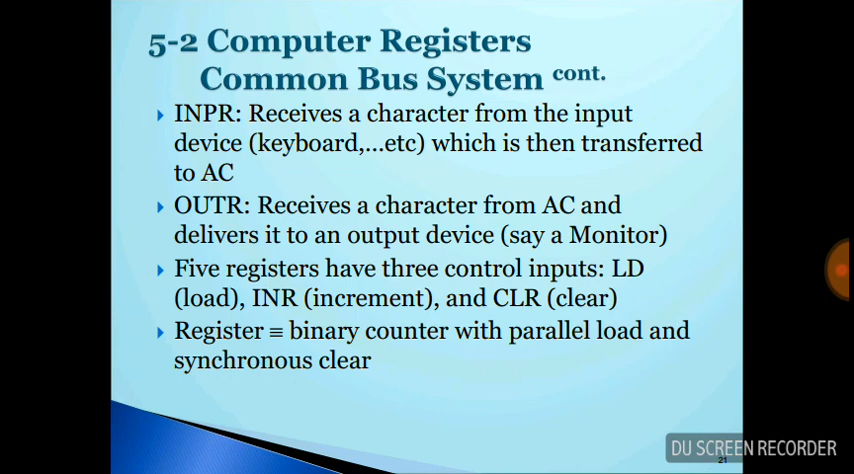 5-2 Computer Registers
Common Bus System cont.
INPR: Receives a character from the input
device (keyboard,...etc) which is then transferred
to AC
OUTR: Receives a character from AC and
delivers it to an output device (say a Monitor)
Five registers have three control inputs: LD
(load), INR (increment), and CLR (clear)
Register ≡ binary counter with parallel load and
synchronous clear
DU SCREEN RECORDER
21